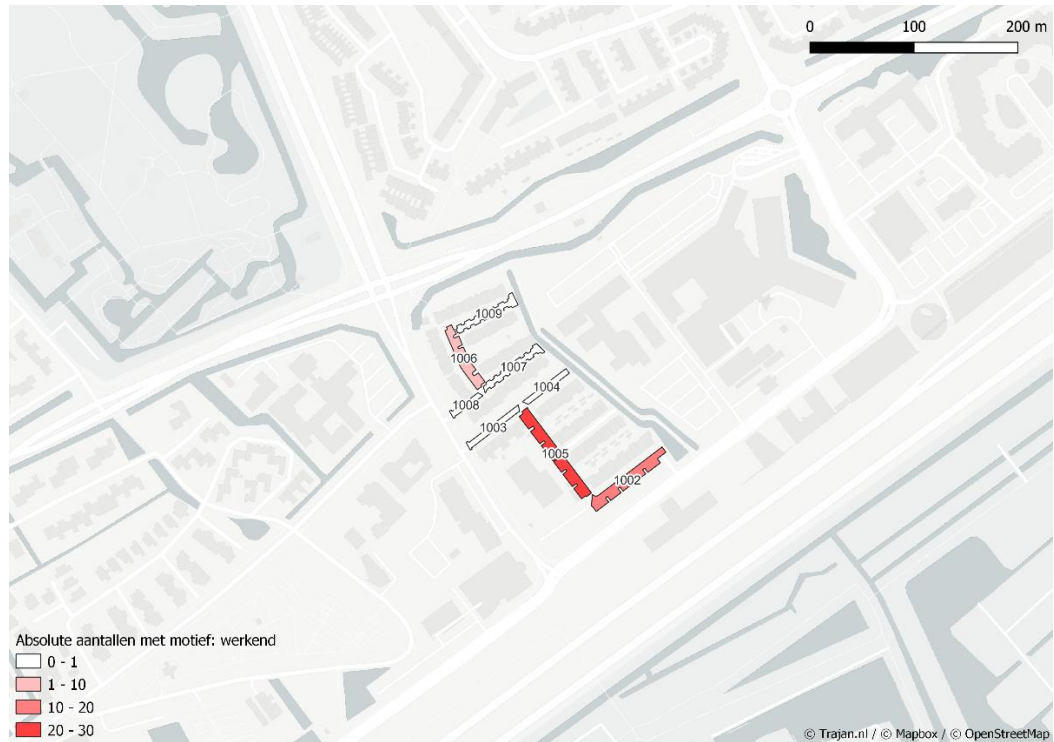 0 100 200 m
1009
1006
1007
1004
1008
1003
1005
1002
Absolute aantallen met motief: werkend
0 - 1
1 - 10
10 - 20
20 - 30
© Trajan.nl / © Mapbox / © OpenStreetMap